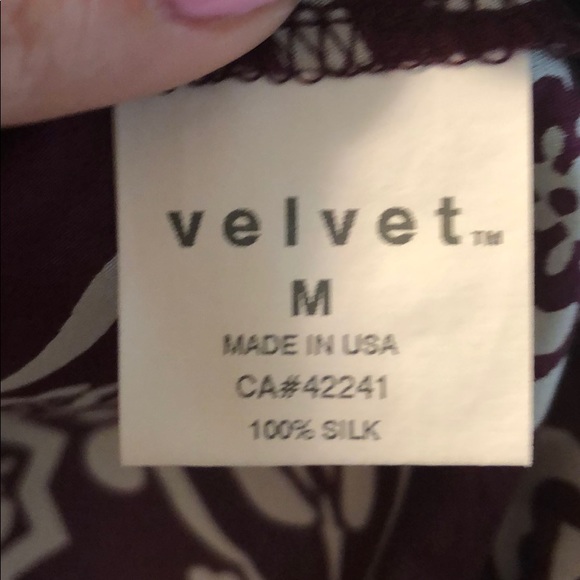 velvet™
M
MADE IN USA
CA#42241
100% SILK